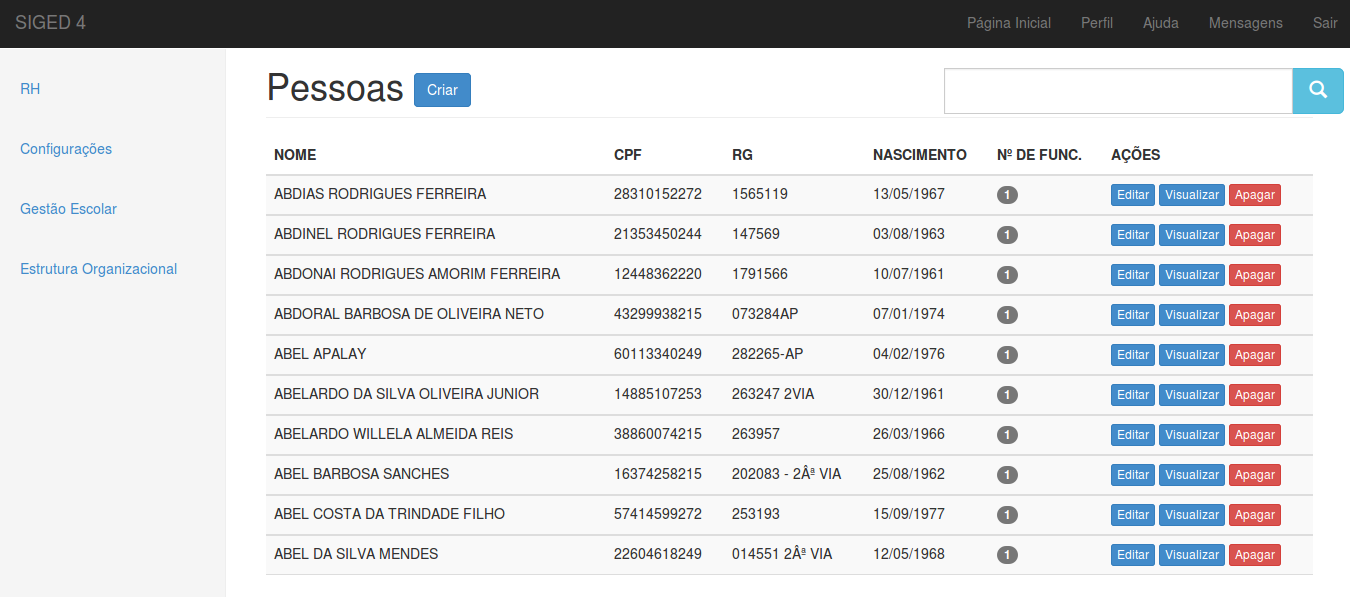 SIGED 4 Página Inicial Perfil Ajuda Mensagens Sair
RH
Configurações
Gestão Escolar
Estrutura Organizacional
Pessoas Criar
NOME CPF RG NASCIMENTO Nº DE FUNC. AÇÕES
ABDIAS RODRIGUES FERREIRA 28310152272 1565119 13/05/1967 1 Editar Visualizar Apagar
ABDINEL RODRIGUES FERREIRA 21353450244 147569 03/08/1963 1 Editar Visualizar Apagar
ABDONAI RODRIGUES AMORIM FERREIRA 12448362220 1791566 10/07/1961 1 Editar Visualizar Apagar
ABDORAL BARBOSA DE OLIVEIRA NETO 43299938215 073284AP 07/01/1974 1 Editar Visualizar Apagar
ABEL APALAY 60113340249 282265-AP 04/02/1976 1 Editar Visualizar Apagar
ABELARDO DA SILVA OLIVEIRA JUNIOR 14885107253 263247 2VIA 30/12/1961 1 Editar Visualizar Apagar
ABELARDO WILLELA ALMEIDA REIS 38860074215 263957 26/03/1966 1 Editar Visualizar Apagar
ABEL BARBOSA SANCHES 16374258215 202083 - 2Âª VIA 25/08/1962 1 Editar Visualizar Apagar
ABEL COSTA DA TRINDADE FILHO 57414599272 253193 15/09/1977 1 Editar Visualizar Apagar
ABEL DA SILVA MENDES 22604618249 014551 2Âª VIA 12/05/1968 1 Editar Visualizar Apagar